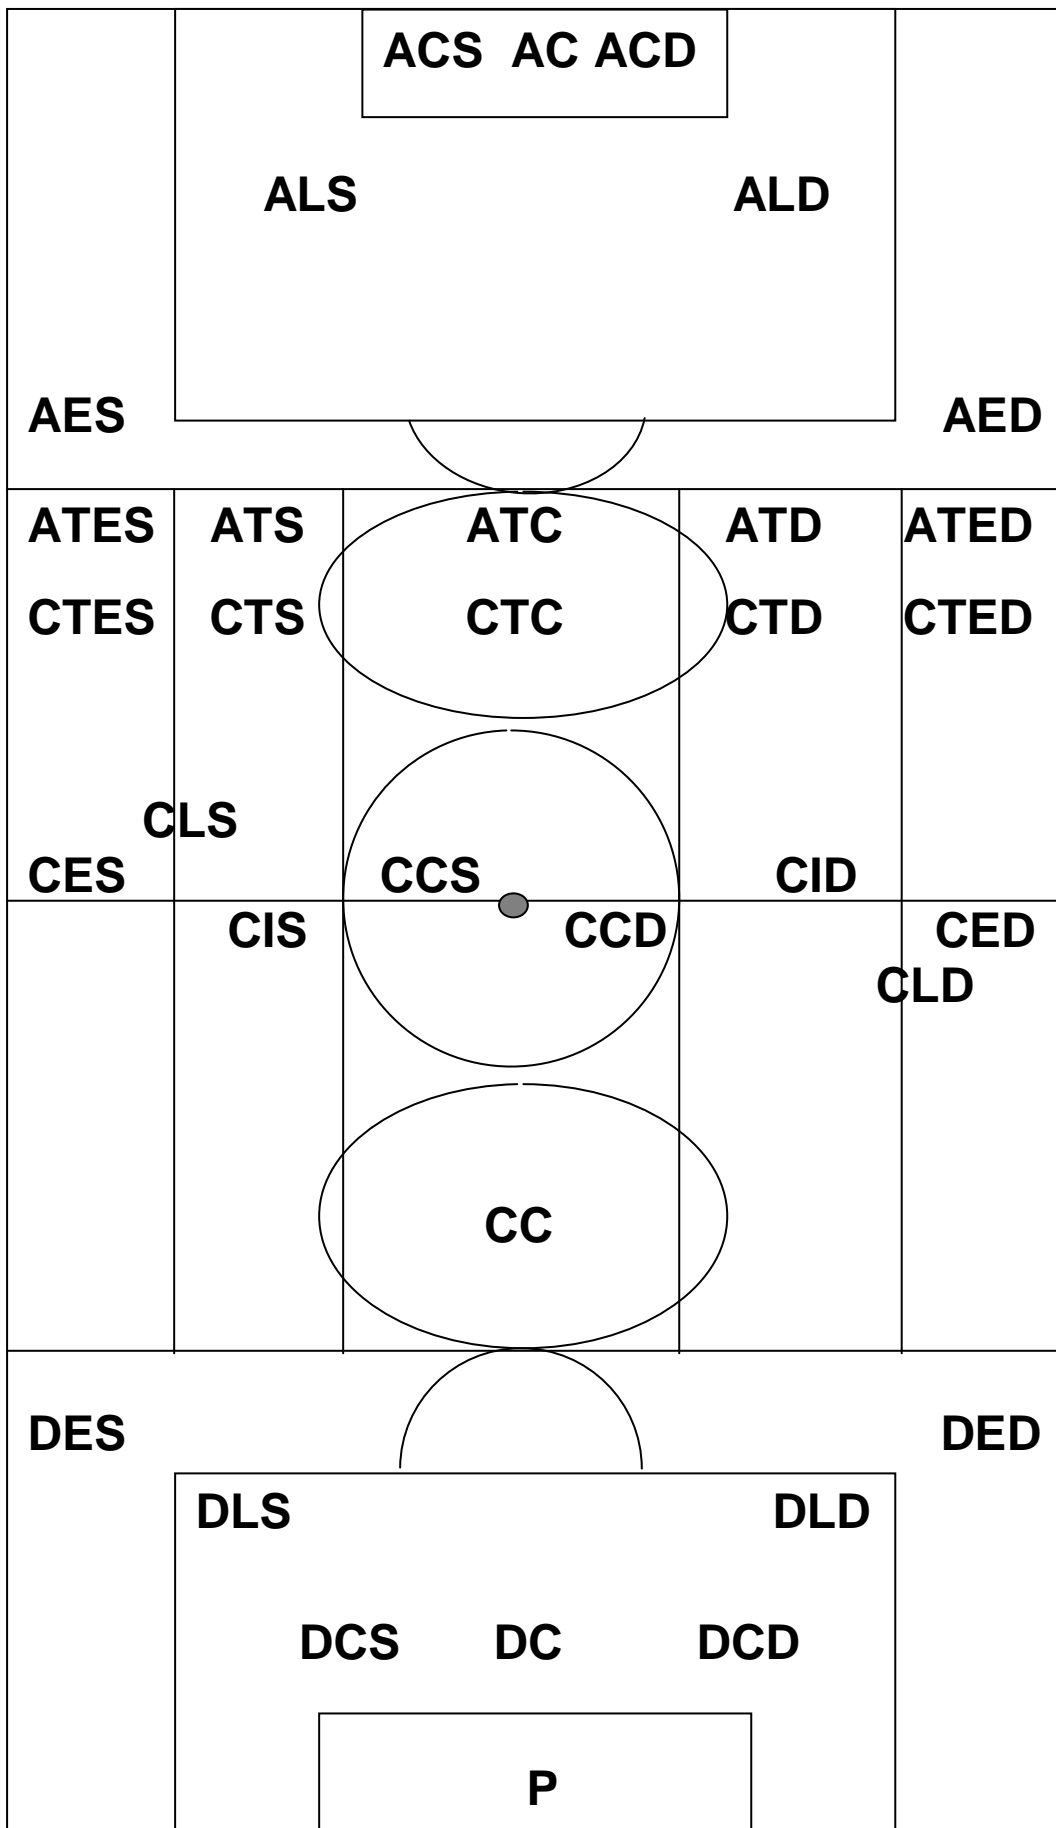 ACS AC ACD
ALS ALD
AES AED
ATES ATS ATC ATD ATED
CTES CTS CTC CTD CTED
CLS
CES CCS CID
CIS CCD CED
CLD
CC
DES DED
DLS DLD
DCS DC DCD
P